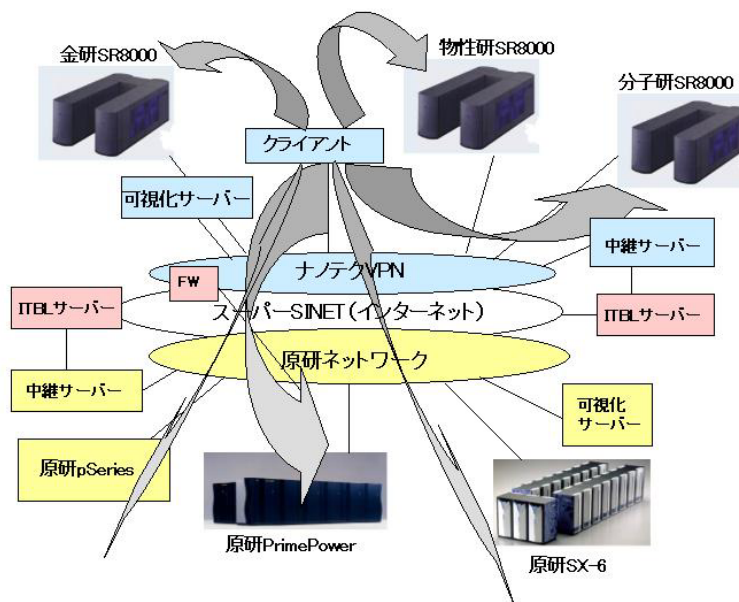 金研SR8000
物性研SR8000
分子研SR8000
クライアント
可視化サーバー
中継サーバー
ナノテクVPN
FW
ITBLサーバー
スーパーSINET(インターネット)
ITBLサーバー
原研ネットワーク
中継サーバー
可視化
サーバー
原研pSeries
原研PrimePower
原研SX-6